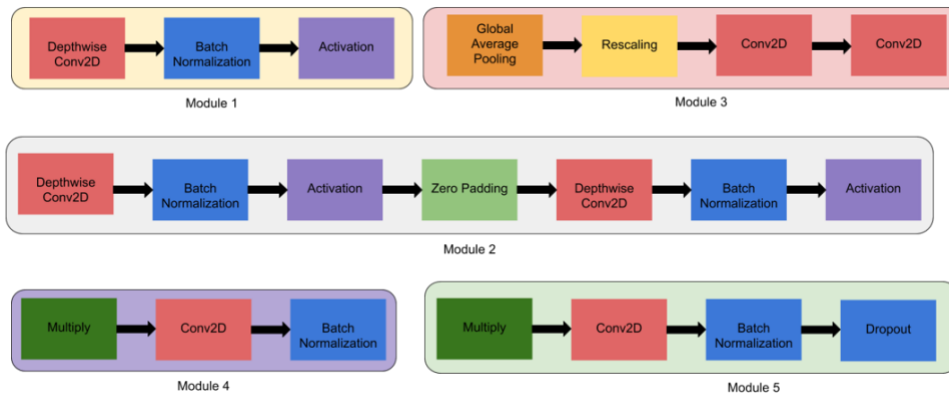 Depthwise
Conv2D
Batch
Normalization
Activation
Module 1
Global
Average
Pooling
Rescaling
Conv2D
Conv2D
Module 3
Depthwise
Conv2D
Batch
Normalization
Activation
Zero Padding
Depthwise
Conv2D
Batch
Normalization
Activation
Module 2
Multiply
Conv2D
Batch
Normalization
Module 4
Multiply
Conv2D
Batch
Normalization
Dropout
Module 5